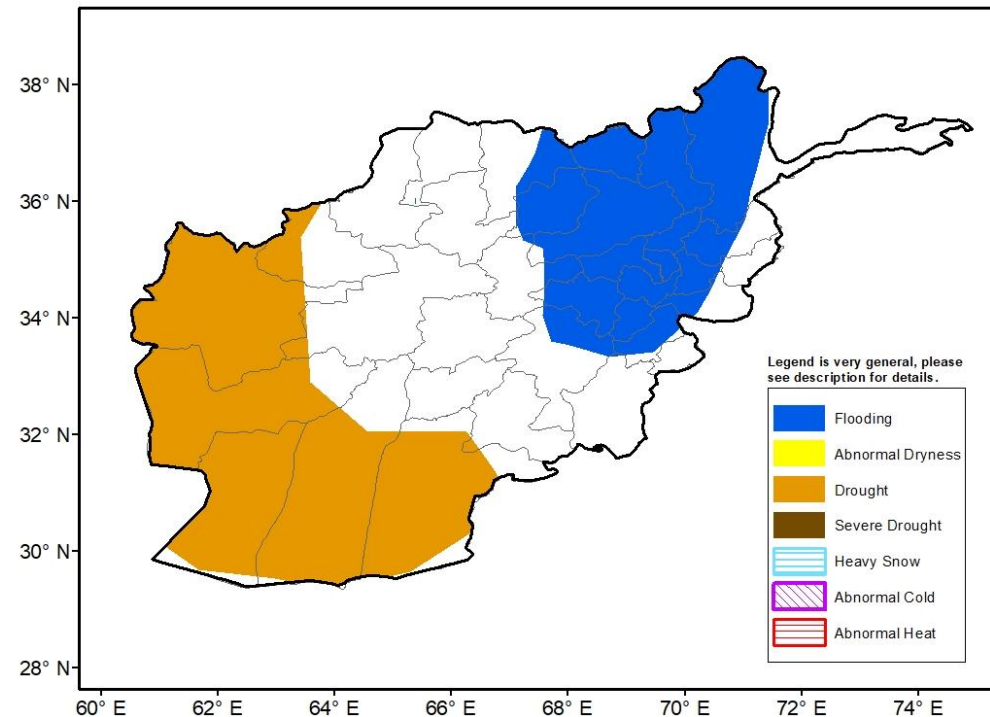 38° N
36° N
34° N
32° N
30° N
28° N
60° E
62° E
64° E
66° E
68° E
70° E
72° E
74° E
Legend is very general, please
see description for details.
Flooding
Abnormal Dryness
Drought
Severe Drought
Heavy Snow
Abnormal Cold
Abnormal Heat